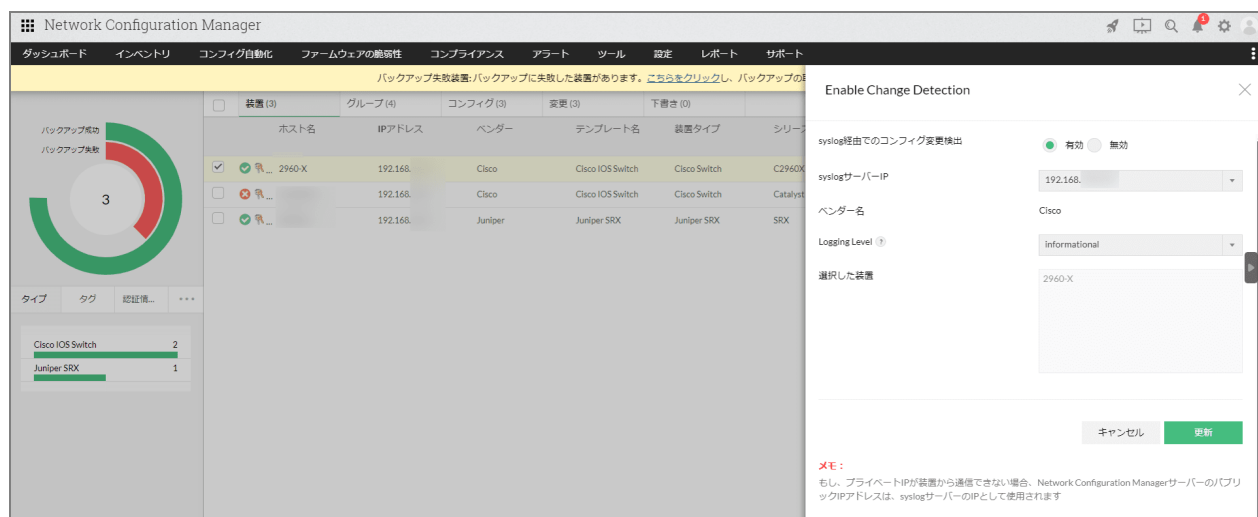 Network Configuration Manager
1
ダッシュボード インベントリ コンフィグ自動化 ファームウェアの脆弱性 コンプライアンス アラート ツール 設定 レポート サポート
バックアップ失敗装置:バックアップに失敗した装置があります。こちらをクリックし、バックアップの
バックアップ成功
バックアップ失敗
3
タイプ タグ 認証情... •••
Cisco IOS Switch 2
Juniper SRX 1
装置 (3) グループ (4) コンフィグ (3) 変更 (3) 下書き (0)
ホスト名 IPアドレス ベンダー テンプレート名 装置タイプ シリーズ
2960-X 192.168. Cisco Cisco IOS Switch Cisco Switch C2960X
192.168. Cisco Cisco IOS Switch Cisco Switch Catalyst
192.168. Juniper Juniper SRX Juniper SRX SRX
Enable Change Detection
syslog経由でのコンフィグ変更検出 有効 無効
syslogサーバーIP 192.168.
ベンダー名 Cisco
Logging Level ? informational
選択した装置 2960-X
キャンセル 更新
メモ：
もし、プライベートIPが装置から通信できない場合、Network Configuration Managerサーバーのパブリ
ックIPアドレスは、syslogサーバーのIPとして使用されます